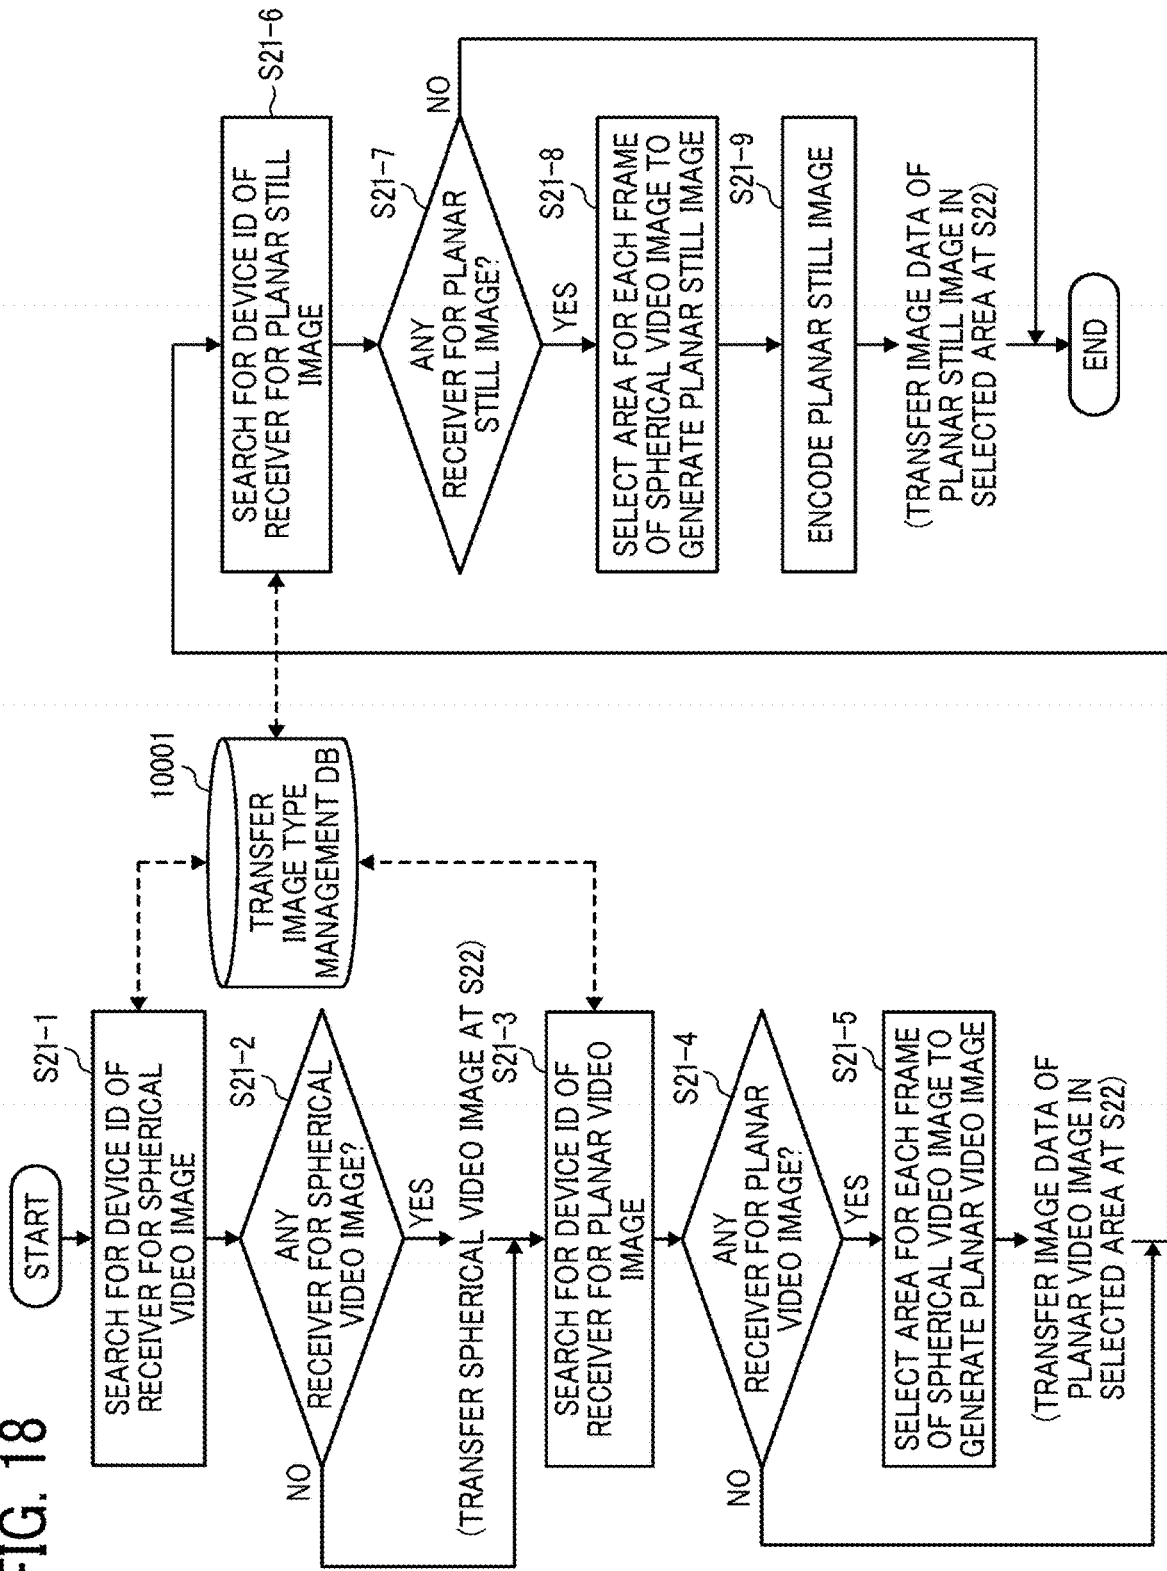 FIG. 18
START
S21-1
SEARCH FOR DEVICE ID OF
RECEIVER FOR SPHERICAL
VIDEO IMAGE
S21-2
ANY
RECEIVER FOR SPHERICAL
VIDEO IMAGE?
NO
YES
(TRANSFER SPHERICAL VIDEO IMAGE AT S22)
S21-3
SEARCH FOR DEVICE ID OF
RECEIVER FOR PLANAR VIDEO
IMAGE
S21-4
ANY
RECEIVER FOR PLANAR
VIDEO IMAGE?
NO
YES
S21-5
SELECT AREA FOR EACH FRAME
OF SPHERICAL VIDEO IMAGE TO
GENERATE PLANAR VIDEO IMAGE
(TRANSFER IMAGE DATA OF
PLANAR VIDEO IMAGE IN
SELECTED AREA AT S22)
10001
TRANSFER
IMAGE TYPE
MANAGEMENT DB
S21-6
SEARCH FOR DEVICE ID OF
RECEIVER FOR PLANAR STILL
IMAGE
S21-7
ANY
RECEIVER FOR PLANAR
STILL IMAGE?
NO
YES
S21-8
SELECT AREA FOR EACH FRAME
OF SPHERICAL VIDEO IMAGE TO
GENERATE PLANAR STILL IMAGE
S21-9
ENCODE PLANAR STILL IMAGE
(TRANSFER IMAGE DATA OF
PLANAR STILL IMAGE IN
SELECTED AREA AT S22)
END